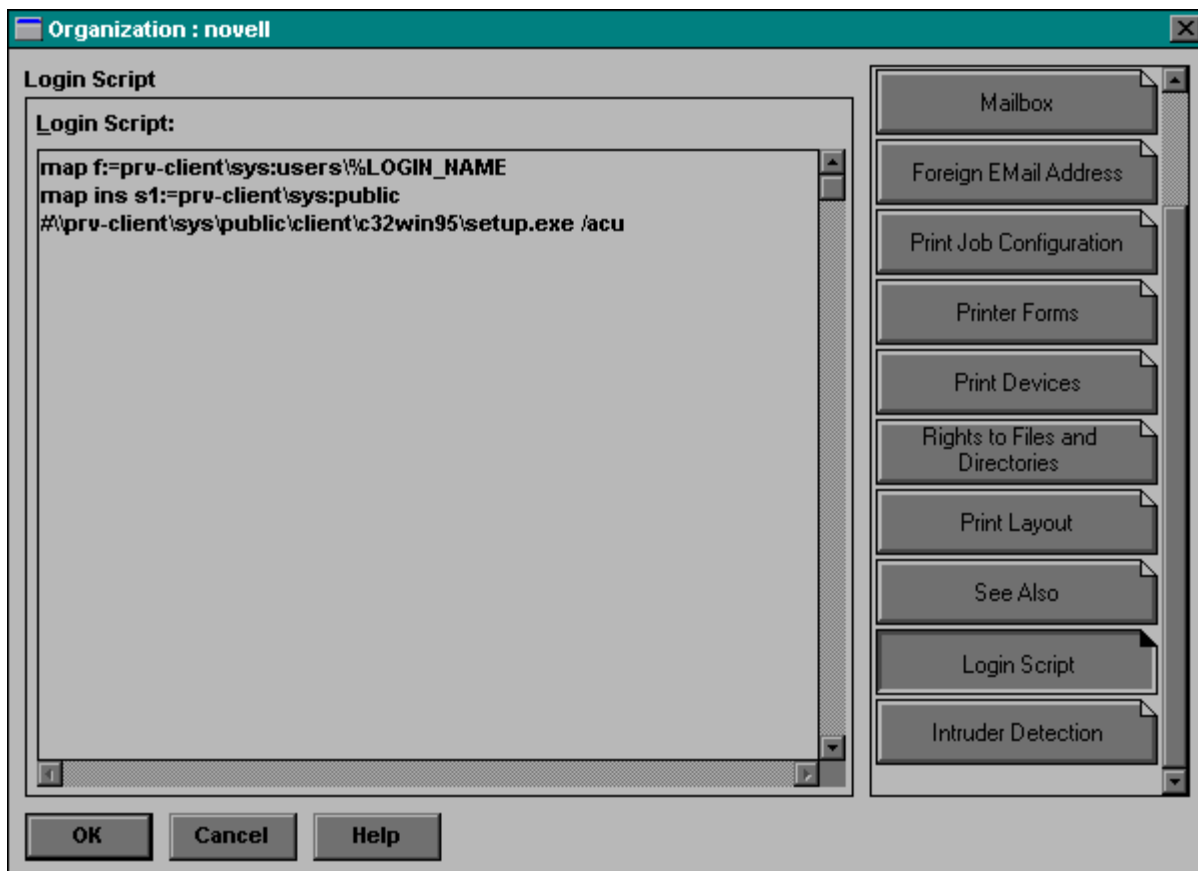 Organization : novell
Login Script
Login Script:
map f:=prv-client\sys:users\%LOGIN_NAME
map ins s1:=prv-client\sys:public
#\\prv-client\sys\public\client\c32win95\setup.exe /acu
Mailbox
Foreign EMail Address
Print Job Configuration
Printer Forms
Print Devices
Rights to Files and
Directories
Print Layout
See Also
Login Script
Intruder Detection
OK
Cancel
Help